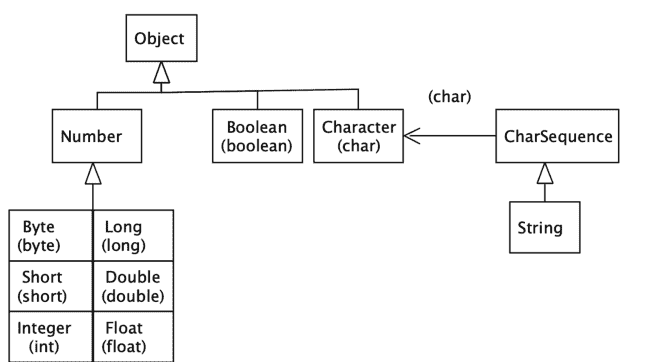 Object
(char)
Number
Boolean
(boolean)
Character
(char)
CharSequence
String
Byte
(byte)
Long
(long)
Short
(short)
Double
(double)
Integer
(int)
Float
(float)